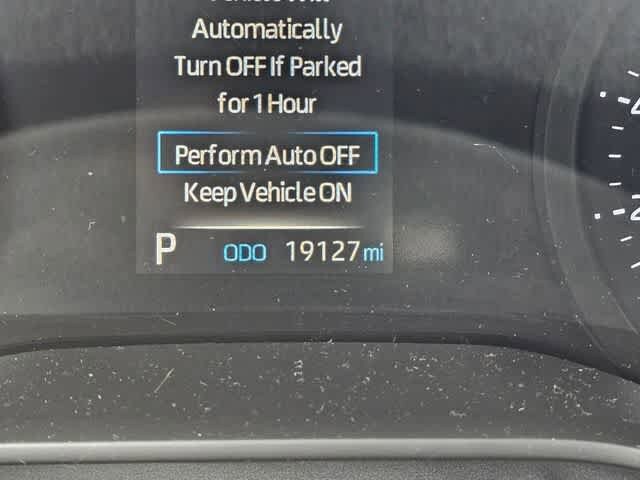 Automatically
Turn OFF If Parked
for 1 Hour
Perform Auto OFF
Keep Vehicle ON
P ODO 19127 mi